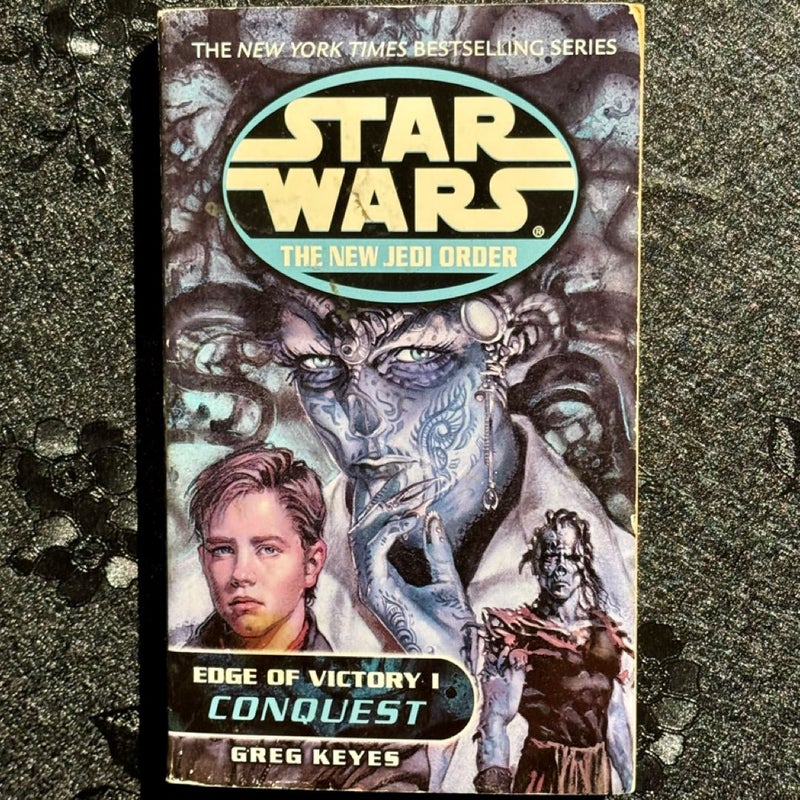 THE NEW YORK TIMES BESTSELLING SERIES
STAR
WARS®
THE NEW JEDI ORDER
EDGE OF VICTORY I
CONQUEST
GREG KEYES